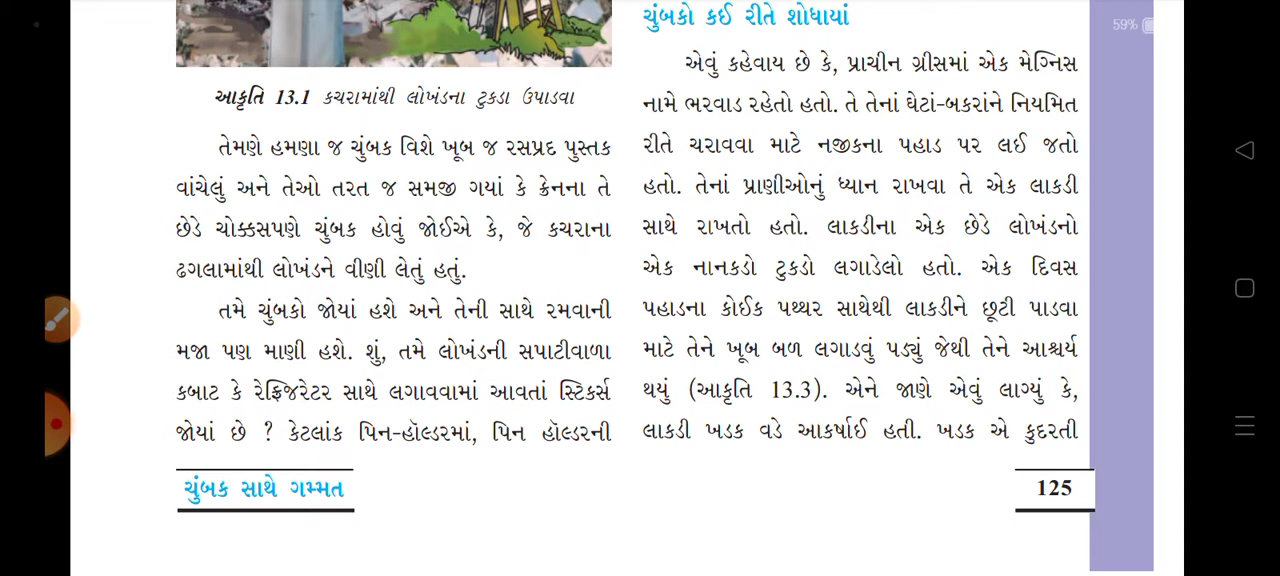 આકૃતિ 13.1 કચરામાંથી લોખંડના ટુકડા ઉપાડવા
તેમણે હમણા જ ચુંબક વિશે ખૂબ જ રસપ્રદ પુસ્તક
વાંચેલું અને તેઓ તરત જ સમજી ગયાં કે ક્રેનના તે
છેડે ચોક્કસપણે ચુંબક હોવું જોઈએ કે, જે કચરાના
ઢગલામાંથી લોખંડને વીણી લેતું હતું.
તમે ચુંબકો જોયાં હશે અને તેની સાથે રમવાની
મજા પણ માણી હશે. શું, તમે લોખંડની સપાટીવાળા
કબાટ કે રેફ્રિજરેટર સાથે લગાવવામાં આવતાં સ્ટિકર્સ
જોયાં છે ? કેટલાંક પિન-હૉલ્ડરમાં, પિન હૉલ્ડરની
ચુંબકો કઈ રીતે શોધાયાં
એવું કહેવાય છે કે, પ્રાચીન ગ્રીસમાં એક મેગ્નિસ
નામે ભરવાડ રહેતો હતો. તે તેનાં ઘેટાં-બકરાંને નિયમિત
રીતે ચરાવવા માટે નજીકના પહાડ પર લઈ જતો
હતો. તેનાં પ્રાણીઓનું ધ્યાન રાખવા તે એક લાકડી
સાથે રાખતો હતો. લાકડીના એક છેડે લોખંડનો
એક નાનકડો ટુકડો લગાડેલો હતો. એક દિવસ
પહાડના કોઈક પથ્થર સાથેથી લાકડીને છૂટી પાડવા
માટે તેને ખૂબ બળ લગાડવું પડ્યું જેથી તેને આશ્ચર્ય
થયું (આકૃતિ 13.3). એને જાણે એવું લાગ્યું કે,
લાકડી ખડક વડે આકર્ષાઈ હતી. ખડક એ કુદરતી
ચુંબક સાથે ગમ્મત
125
59%